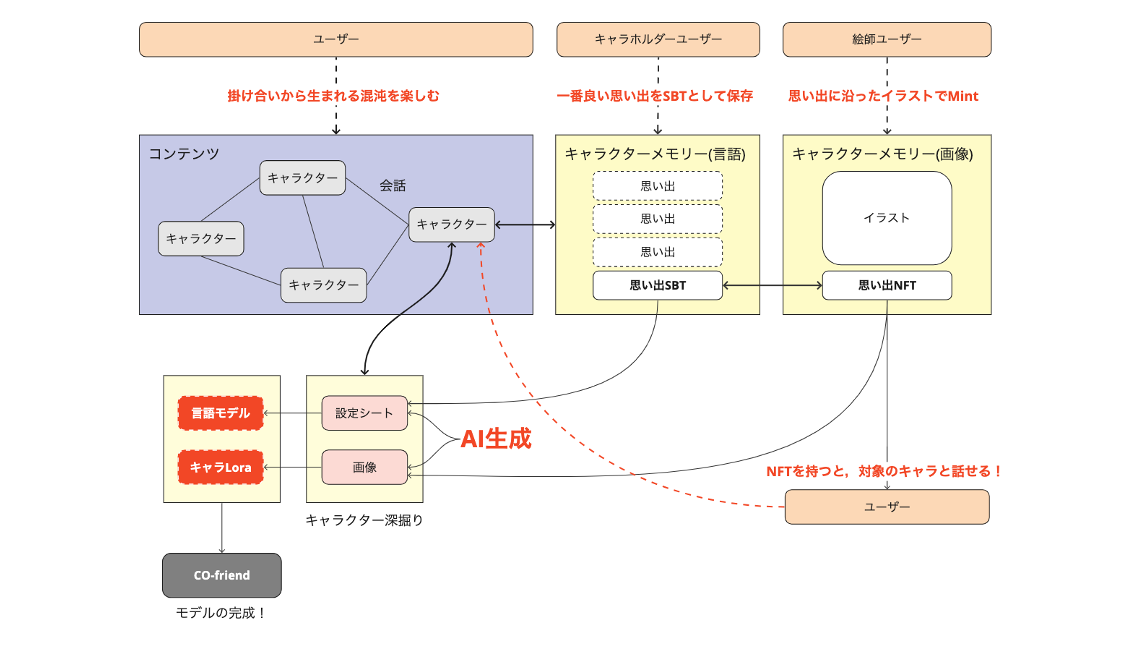 ユーザー
キャラホルダーユーザー
絵師ユーザー
掛け合いから生まれる混沌を楽しむ
一番良い思い出をSBTとして保存
思い出に沿ったイラストでMint
コンテンツ
キャラクター
会話
キャラクター
キャラクター
キャラクター
キャラクターメモリー(言語)
思い出
思い出
思い出
思い出SBT
キャラクターメモリー(画像)
イラスト
思い出NFT
言語モデル
キャラLora
設定シート
画像
AI生成
キャラクター深掘り
NFTを持つと，対象のキャラと話せる！
ユーザー
CO-friend
モデルの完成！